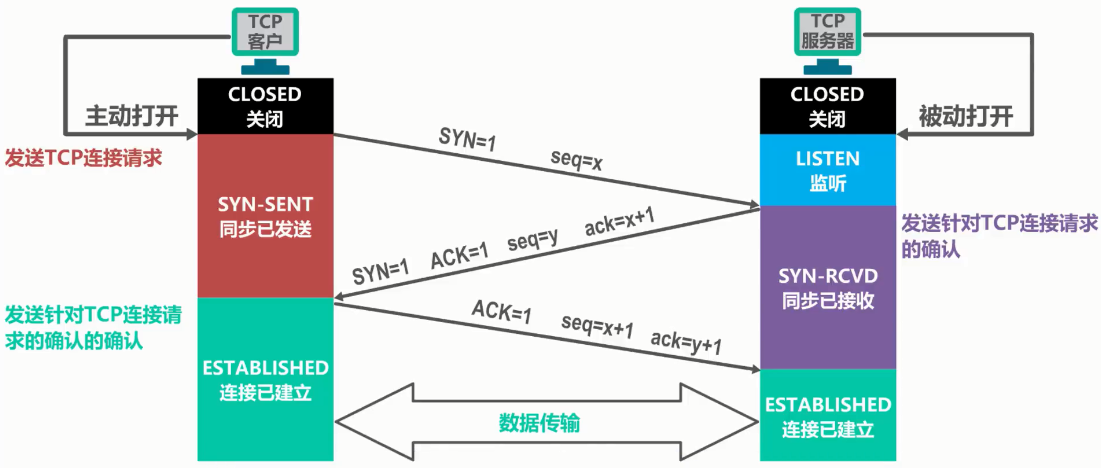 TCP
客户
TCP
服务器
CLOSED
关闭
CLOSED
关闭
主动打开
被动打开
发送TCP连接请求
SYN=1 seq=x
LISTEN
监听
SYN-SENT
同步已发送
发送针对TCP连接请求
的确认
SYN=1 ACK=1 seq=y ack=x+1
SYN-RCVD
同步已接收
发送针对TCP连接请
求的确认的确认
ACK=1 seq=x+1 ack=y+1
ESTABLISHED
连接已建立
数据传输
ESTABLISHED
连接已建立